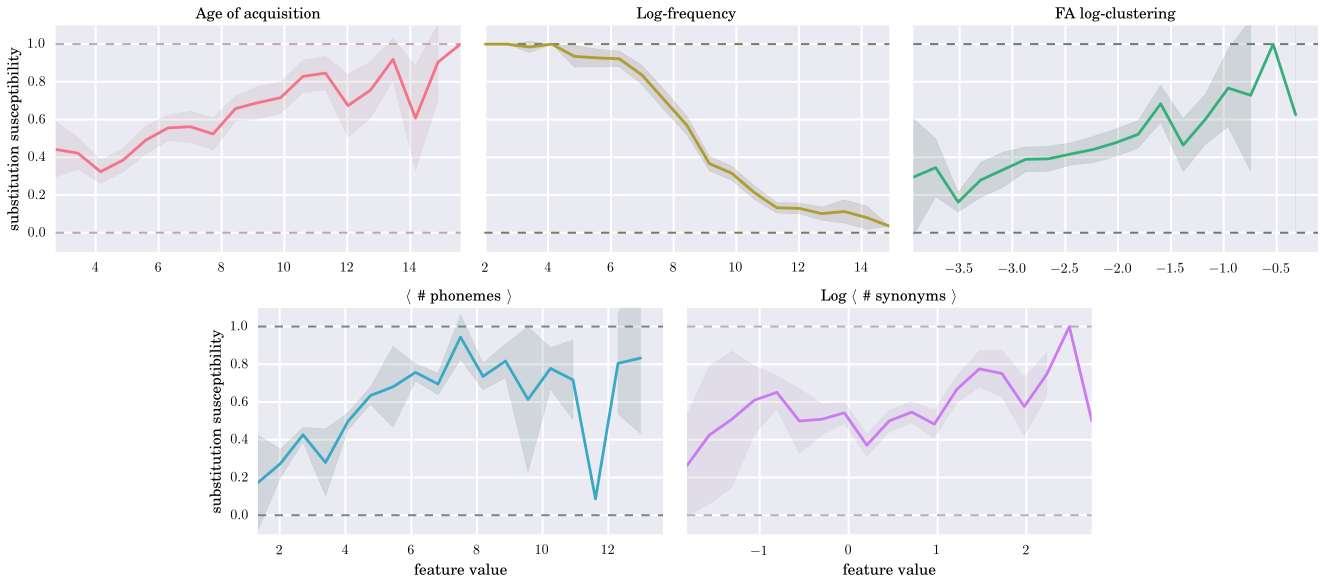 Age of acquisition
Log-frequency
FA log-clustering
substitution susceptibility
1.0
0.8
0.6
0.4
0.2
0.0
4 6 8 10 12 14
2 4 6 8 10 12 14
−3.5 −3.0 −2.5 −2.0 −1.5 −1.0 −0.5
⟨ # phonemes ⟩
Log ⟨ # synonyms ⟩
substitution susceptibility
1.0
0.8
0.6
0.4
0.2
0.0
2 4 6 8 10 12
−1 0 1 2
feature value
feature value